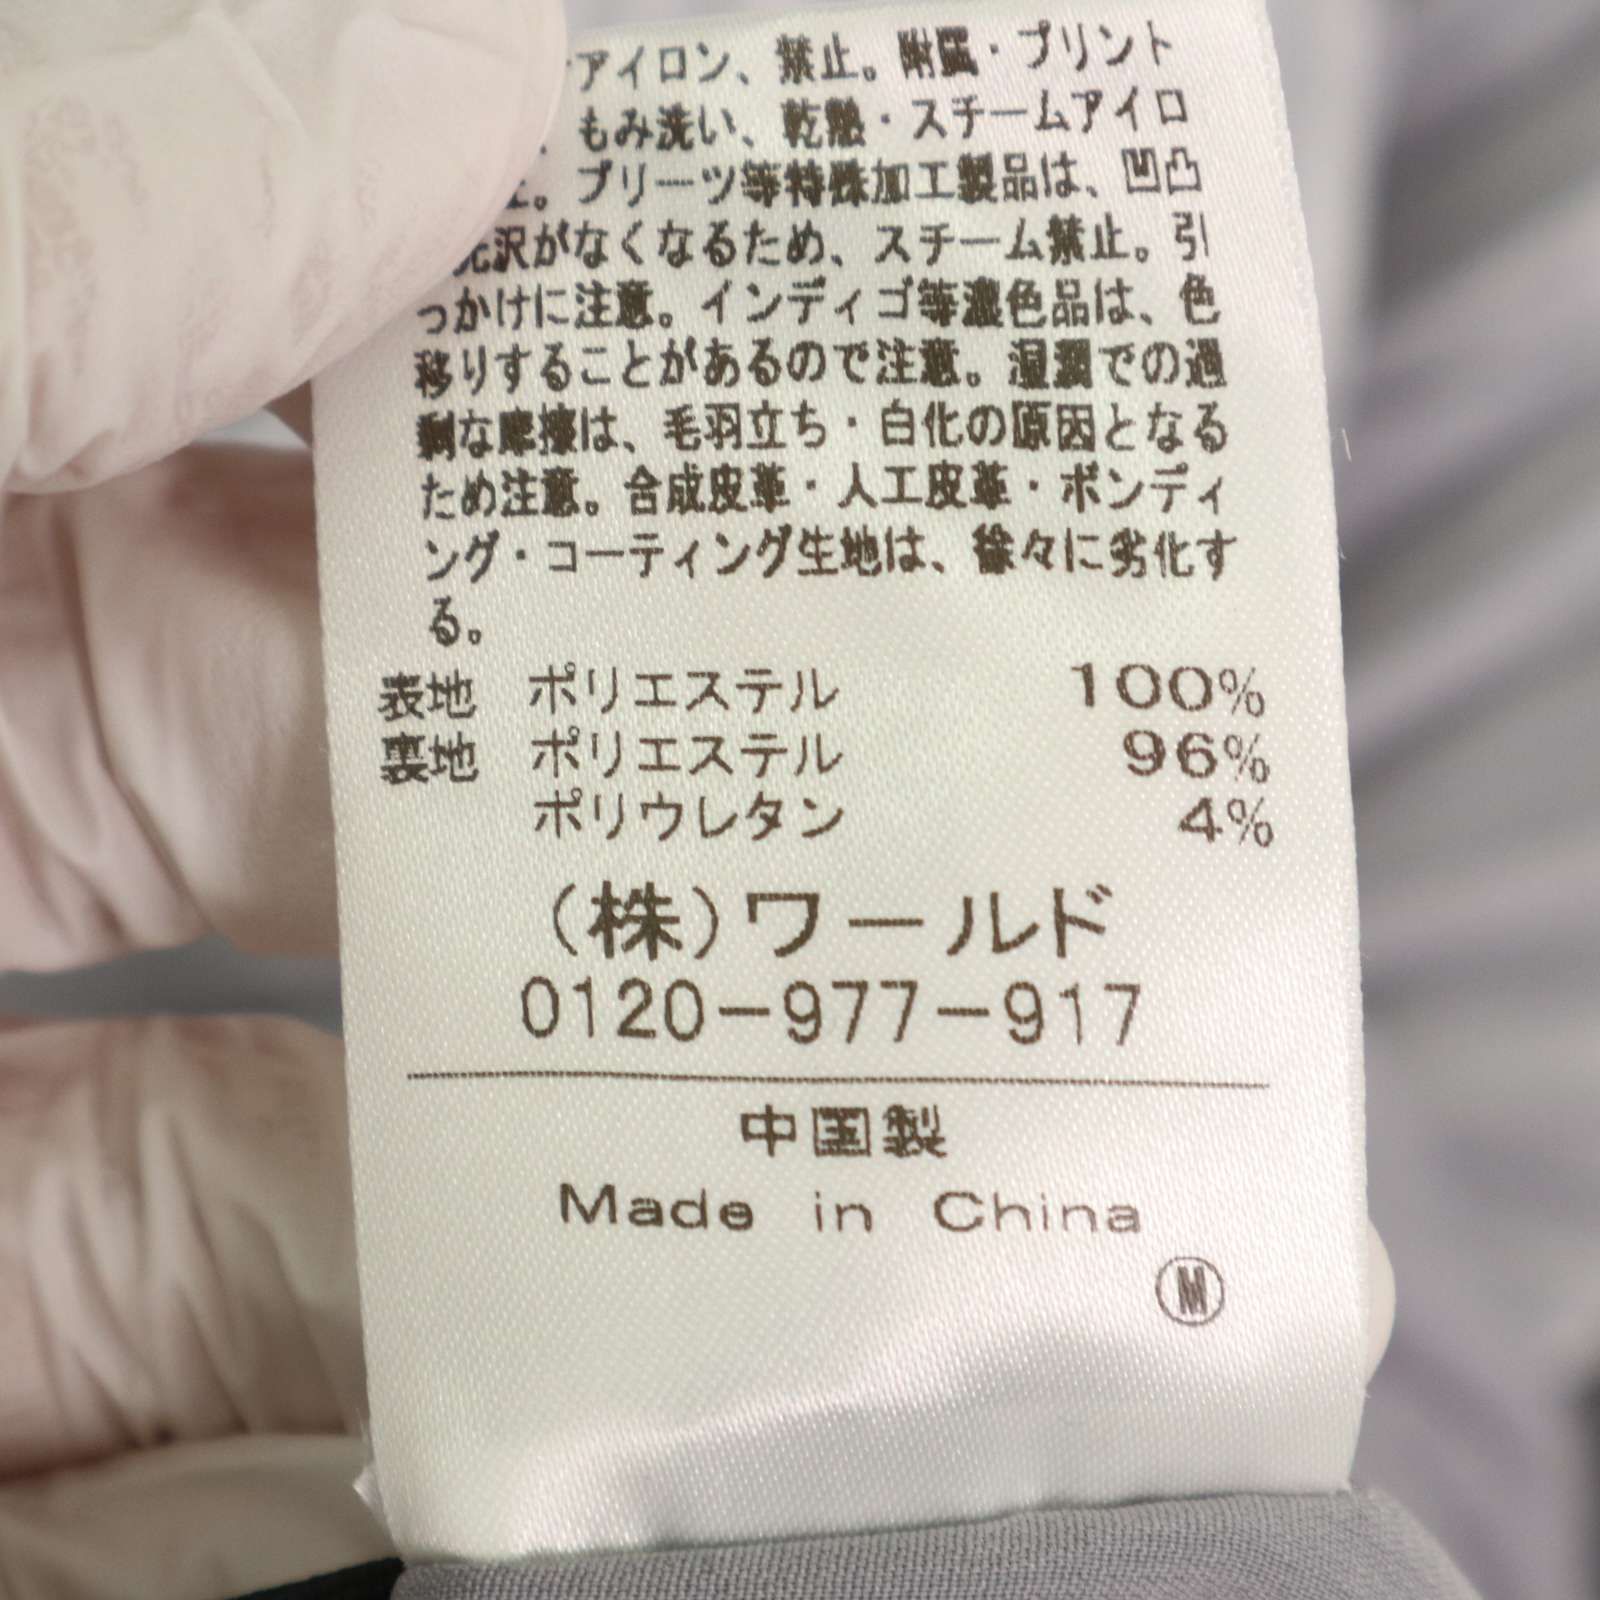 アイロン、禁止。附属・プリント
もみ洗い、乾熱・スチームアイロ
。プリーツ等特殊加工製品は、凹凸
光沢がなくなるため、スチーム禁止。引
っかけに注意。インディゴ等濃色品は、色
移りすることがあるので注意。湿潤での過
剰な摩擦は、毛羽立ち・白化の原因となる
ため注意。合成皮革・人工皮革・ボンディ
ング・コーティング生地は、徐々に劣化す
る。
表地 ポリエステル 100%
裏地 ポリエステル 96%
ポリウレタン 4%
(株)ワールド
0120-977-917
中国製
Made in China
Ⓜ